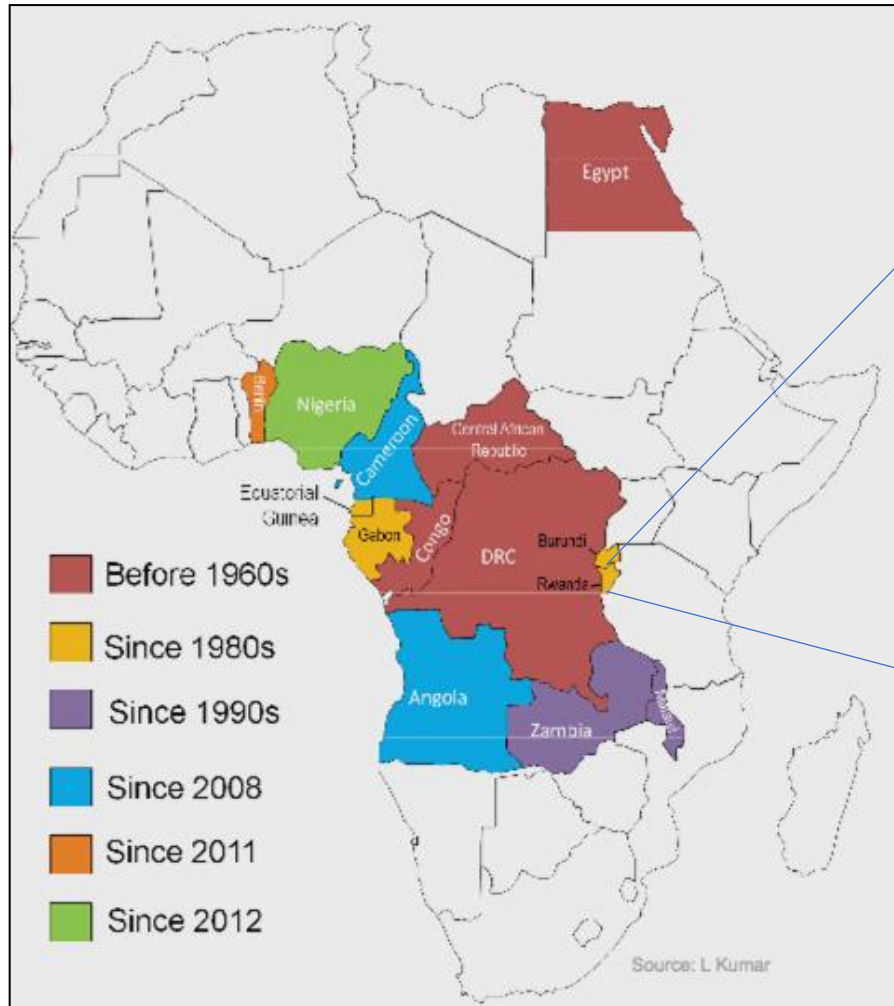 Egypt
Benin
Nigeria
Cameroon
Central African
Republic
Equatorial
Guinea
Gabon
Congo
DRC
Burundi
Rwanda
Angola
Zambia
Before 1960s
Since 1980s
Since 1990s
Since 2008
Since 2011
Since 2012
Source: L Kumar